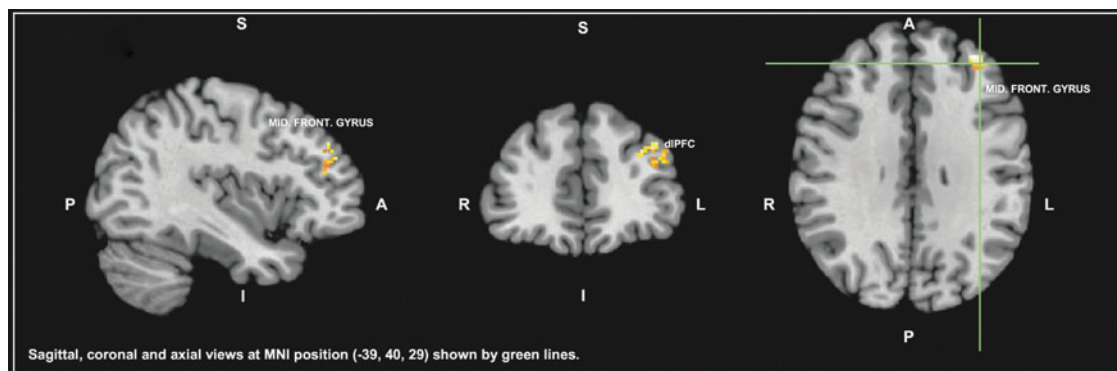 S
MID. FRONT. GYRUS
P
A
I
S
dlPFC
R
L
I
A
MID. FRONT. GYRUS
R
L
P
Sagittal, coronal and axial views at MNI position (-39, 40, 29) shown by green lines.